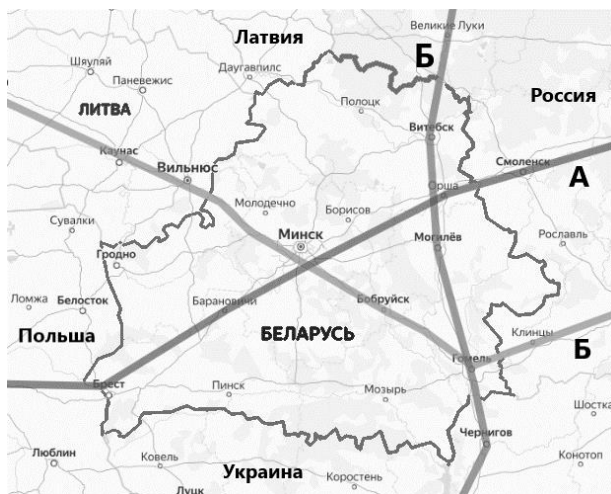 Великие Луки
Латвия
Шяуляй
Даугавпилс
Б
Паневежис
Россия
Полоцк
ЛИТВА
Витебск
Каунас
Вильнюс
Смоленск
А
Орша
Сувалки
Молодечно
Борисов
Минск
Могилёв
Рославль
Гродно
Ломжа
Белосток
Барановичи
Бобруйск
Польша
БЕЛАРУСЬ
Клинцы
Б
Гомель
Брест
Пинск
Мозырь
Шостка
Чернигов
Люблин
Ковель
Украина
Конотоп
Коростень
Луцк